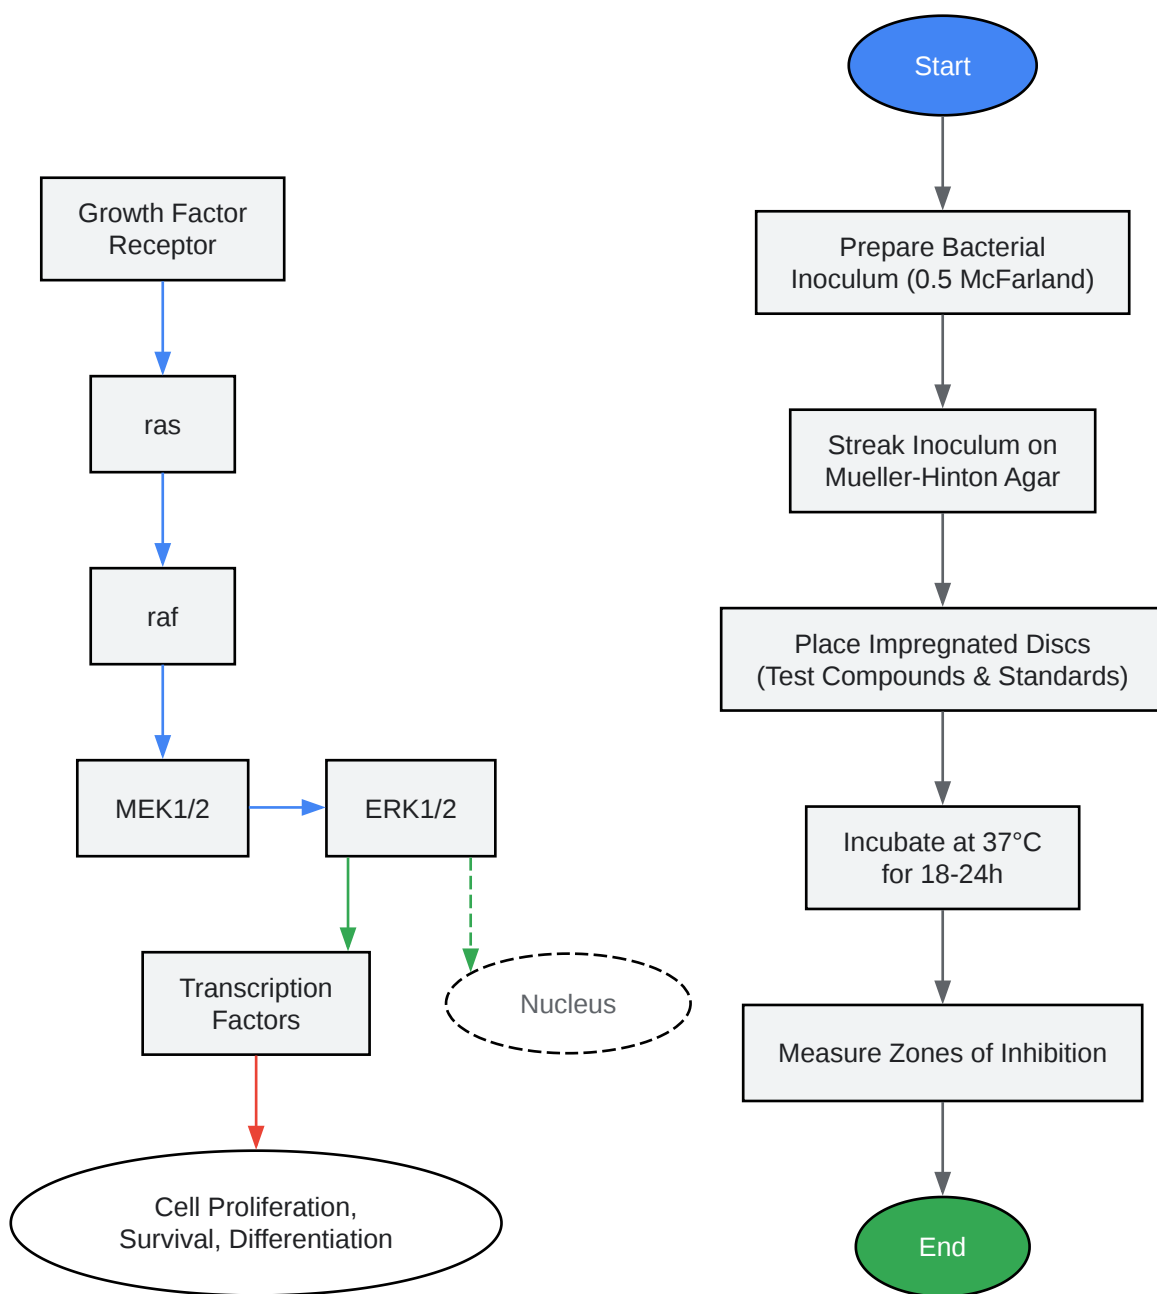 Growth Factor
Receptor
ras
raf
MEK1/2
ERK1/2
Transcription
Factors
Nucleus
Cell Proliferation,
Survival, Differentiation
Start
Prepare Bacterial
Inoculum (0.5 McFarland)
Streak Inoculum on
Mueller-Hinton Agar
Place Impregnated Discs
(Test Compounds & Standards)
Incubate at 37°C
for 18-24h
Measure Zones of Inhibition
End